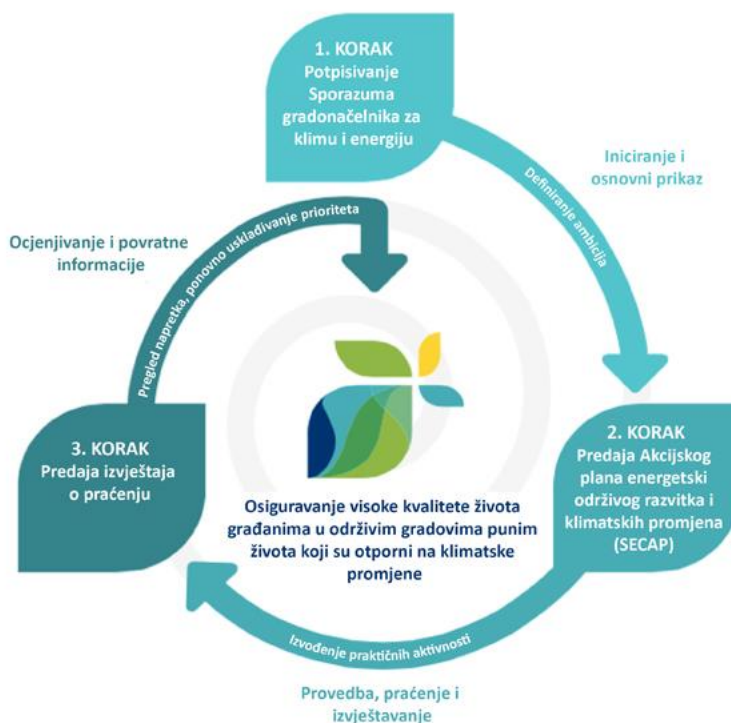 1. KORAK
Potpisivanje
Sporazuma
gradonačelnika za
klimu i energiju
Definiranje ambicija
Iniciranje i
osnovni prikaz
2. KORAK
Predaja Akcijskog
plana energetski
održivog razvitka i
klimatskih promjena
(SECAP)
Izvođenje praktičnih aktivnosti
Provedba, praćenje i
izvještavanje
3. KORAK
Predaja izvještaja
o praćenju
Pregled napretka, ponovno usklađivanje prioriteta
Ocjenjivanje i povratne
informacije
Osiguravanje visoke kvalitete života
građanima u održivim gradovima punim
života koji su otporni na klimatske
promjene